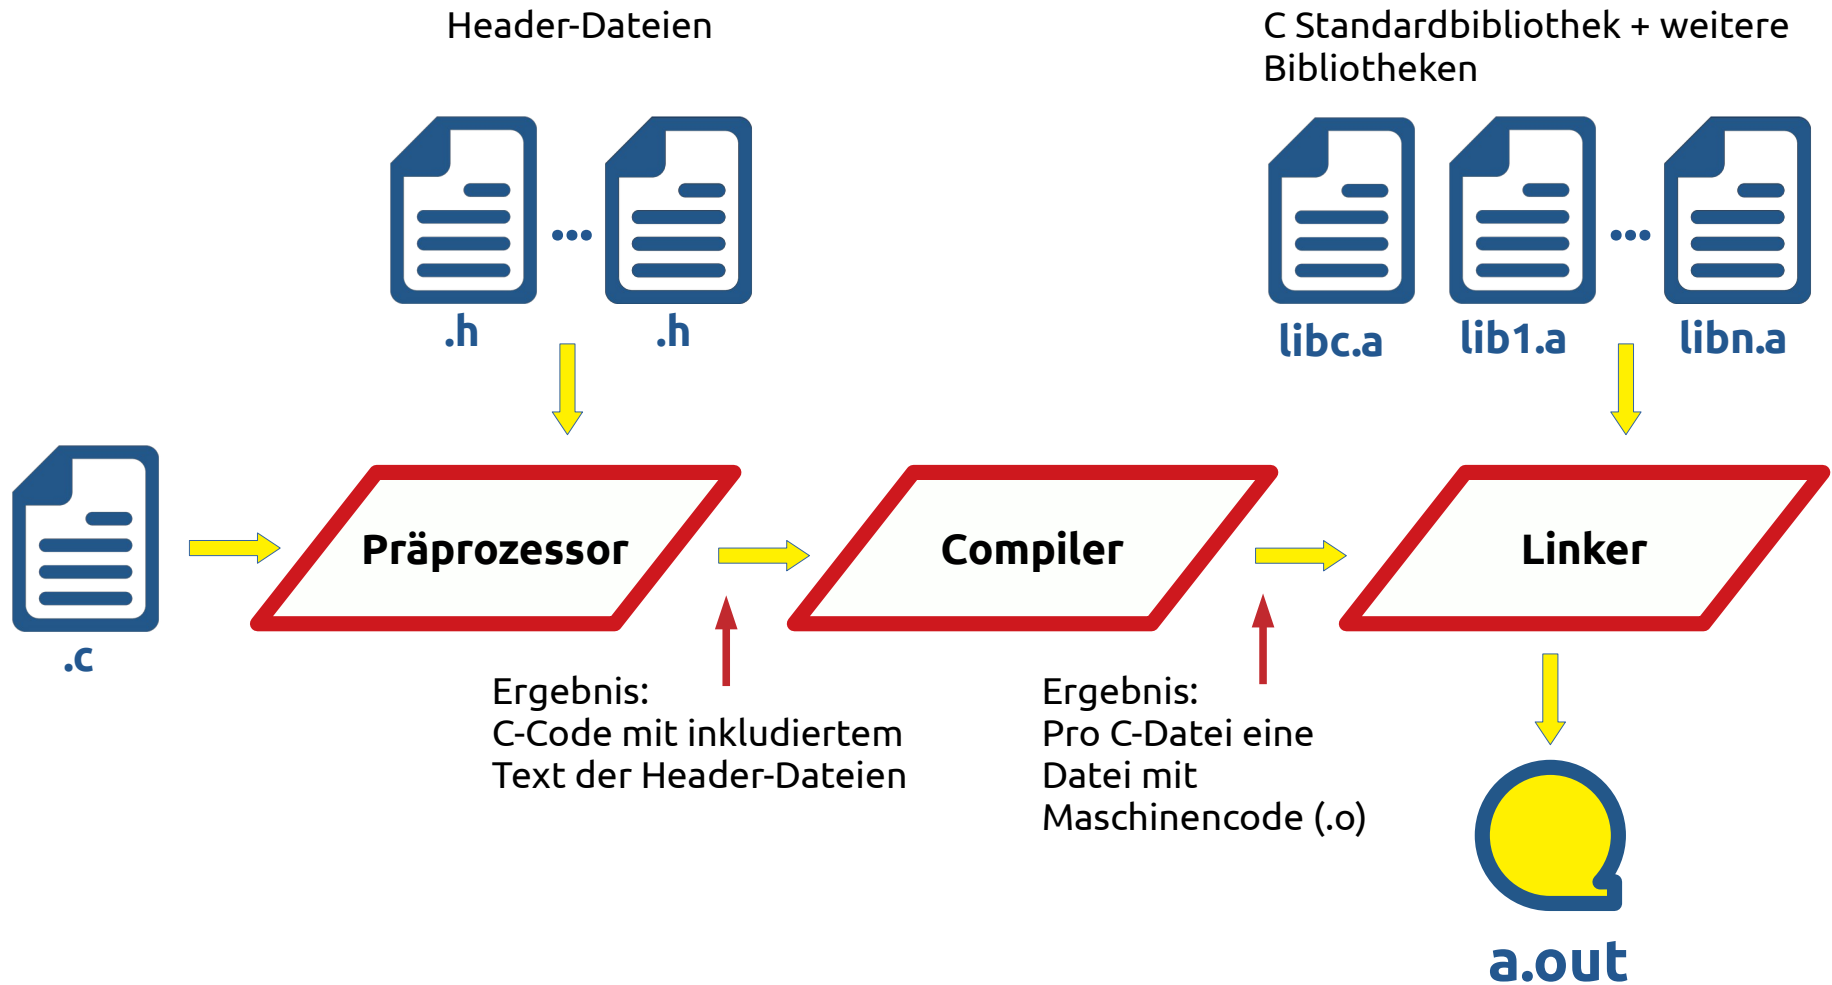 Header-Dateien
C Standardbibliothek + weitere
Bibliotheken
...
...
.h
.h
libc.a
lib1.a
libn.a
.c
Präprozessor
Compiler
Linker
Ergebnis:
C-Code mit inkludiertem
Text der Header-Dateien
Ergebnis:
Pro C-Datei eine
Datei mit
Maschinencode (.o)
a.out